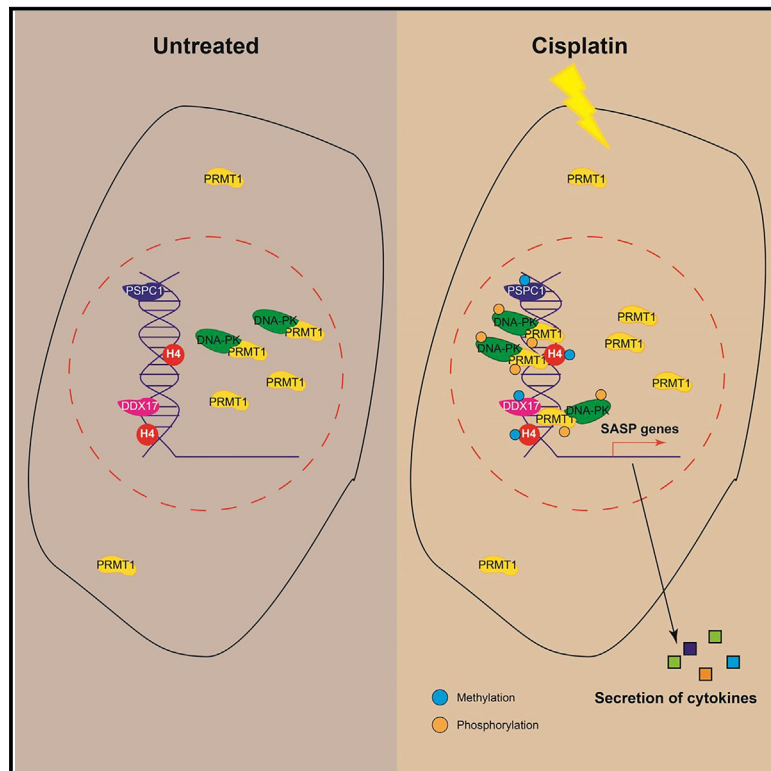 Untreated
PRMT1
PSPC1
DNA-PK
PRMT1
DNA-PK
PRMT1
H4
PRMT1
PRMT1
DDX17
H4
PRMT1
Cisplatin
PRMT1
PSPC1
DNA-PK
PRMT1
DNA-PK
PRMT1
H4
PRMT1
PRMT1
PRMT1
DDX17
DNA-PK
PRMT1
H4
SASP genes
PRMT1
Methylation
Phosphorylation
Secretion of cytokines